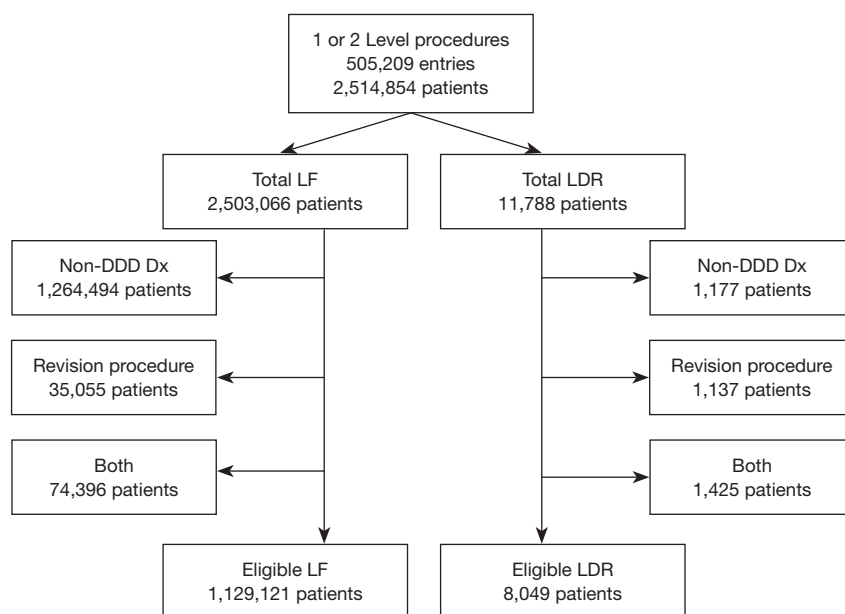 1 or 2 Level procedures
505,209 entries
2,514,854 patients
Total LF
2,503,066 patients
Total LDR
11,788 patients
Non-DDD Dx
1,264,494 patients
Non-DDD Dx
1,177 patients
Revision procedure
35,055 patients
Revision procedure
1,137 patients
Both
74,396 patients
Both
1,425 patients
Eligible LF
1,129,121 patients
Eligible LDR
8,049 patients